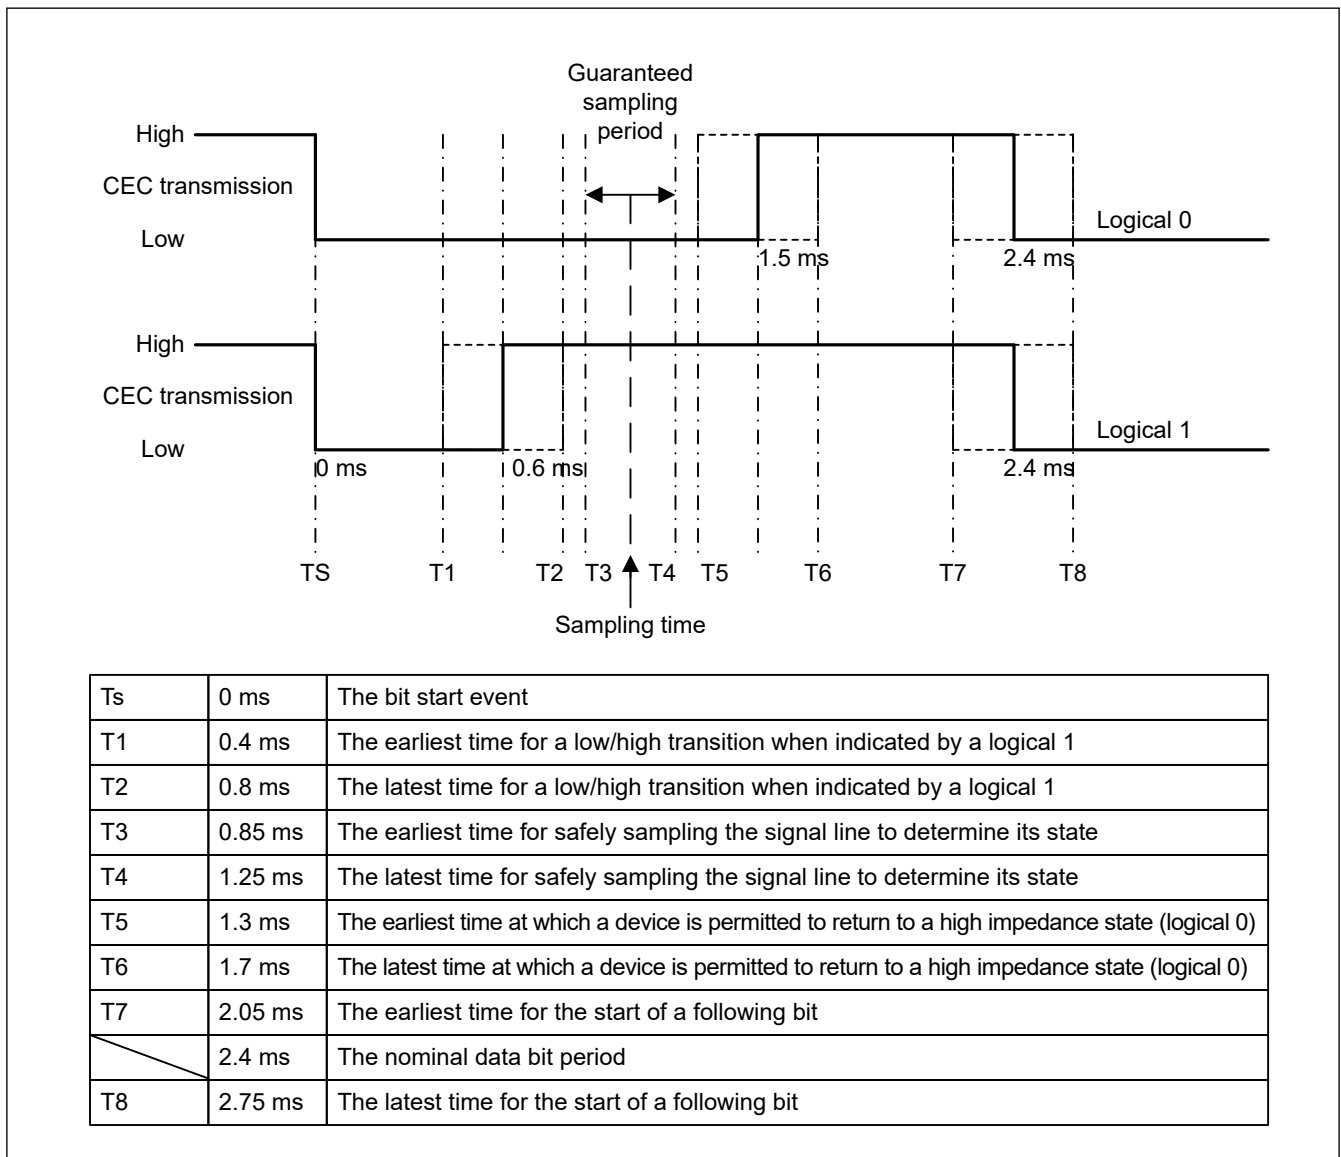 Guaranteed
sampling
period
High
CEC transmission
Low
Logical 0
1.5 ms
2.4 ms
High
CEC transmission
Low
Logical 1
0 ms
0.6 ms
2.4 ms
TS T1 T2 T3 T4 T5 T6 T7 T8
Sampling time
Ts 0 ms The bit start event
T1 0.4 ms The earliest time for a low/high transition when indicated by a logical 1
T2 0.8 ms The latest time for a low/high transition when indicated by a logical 1
T3 0.85 ms The earliest time for safely sampling the signal line to determine its state
T4 1.25 ms The latest time for safely sampling the signal line to determine its state
T5 1.3 ms The earliest time at which a device is permitted to return to a high impedance state (logical 0)
T6 1.7 ms The latest time at which a device is permitted to return to a high impedance state (logical 0)
T7 2.05 ms The earliest time for the start of a following bit
2.4 ms The nominal data bit period
T8 2.75 ms The latest time for the start of a following bit